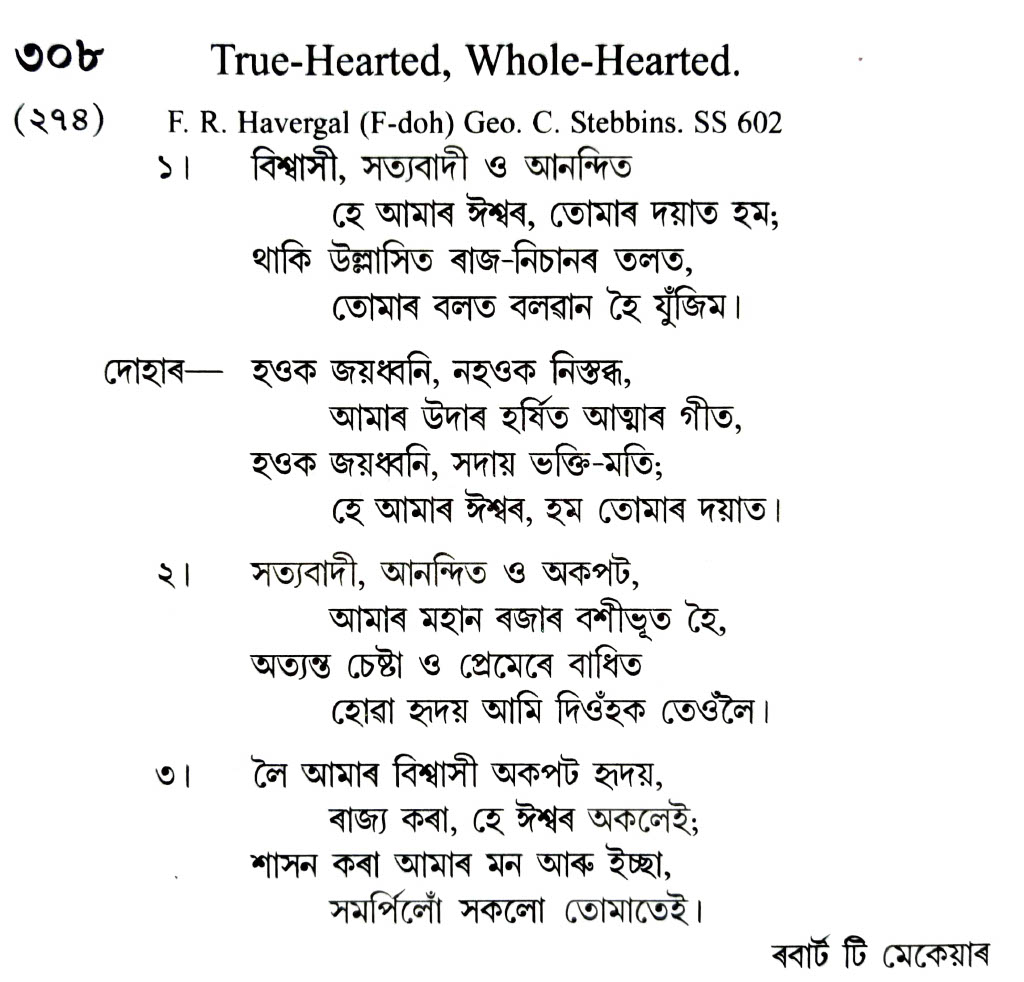 ৩০৮ True-Hearted, Whole-Hearted.
(২৭৪) F. R. Havergal (F-doh) Geo. C. Stebbins. SS 602
১। বিশ্বাসী, সত্যবাদী ও আনন্দিত
হে আমাৰ ঈশ্বৰ, তোমাৰ দয়াত হম;
থাকি উল্লাসিত ৰাজ-নিচানৰ তলত,
তোমাৰ বলত বলৱান হৈ যুঁজিম।
দোহাৰ— হওক জয়ধ্বনি, নহওক নিস্তব্ধ,
আমাৰ উদাৰ হৰ্ষিত আত্মাৰ গীত,
হওক জয়ধ্বনি, সদায় ভক্তি-মতি;
হে আমাৰ ঈশ্বৰ, হম তোমাৰ দয়াত।
২। সত্যবাদী, আনন্দিত ও অকপট,
আমাৰ মহান ৰজাৰ বশীভূত হৈ,
অত্যন্ত চেষ্টা ও প্ৰেমেৰে বাধিত
হোৱা হৃদয় আমি দিওঁহক তেওঁলৈ।
৩। লৈ আমাৰ বিশ্বাসী অকপট হৃদয়,
ৰাজ্য কৰা, হে ঈশ্বৰ অকলেই;
শাসন কৰা আমাৰ মন আৰু ইচ্ছা,
সমৰ্পিলোঁ সকলো তোমাতেই।
ৰবাৰ্ট টি মেকেয়াৰ